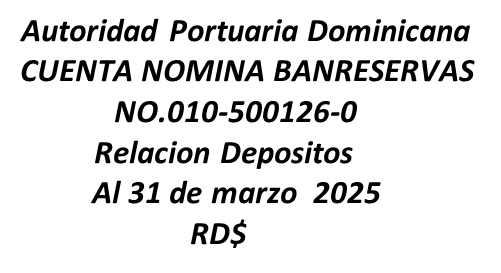 Autoridad Portuaria Dominicana
CUENTA NOMINA BANRESERVAS
NO.010-500126-0
Relacion Depositos
Al 31 de marzo 2025
RD$